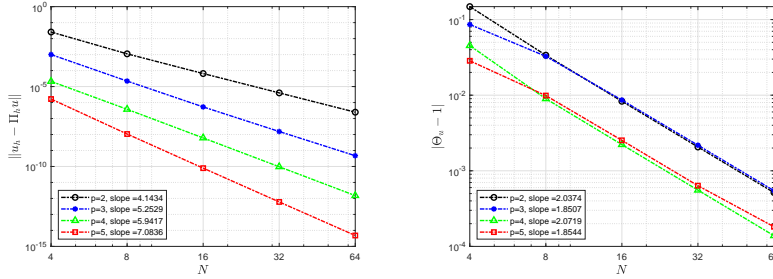 10^0
10^-5
10^-10
10^-15
||u_h − Π_h u||
4 8 16 32 64
N
p=2, slope =4.1434
p=3, slope =5.2529
p=4, slope =5.9417
p=5, slope =7.0836
10^-1
10^-2
10^-3
10^-4
|Θ_u − 1|
4 8 16 32 64
N
p=2, slope =2.0374
p=3, slope =1.8507
p=4, slope =2.0719
p=5, slope =1.8544